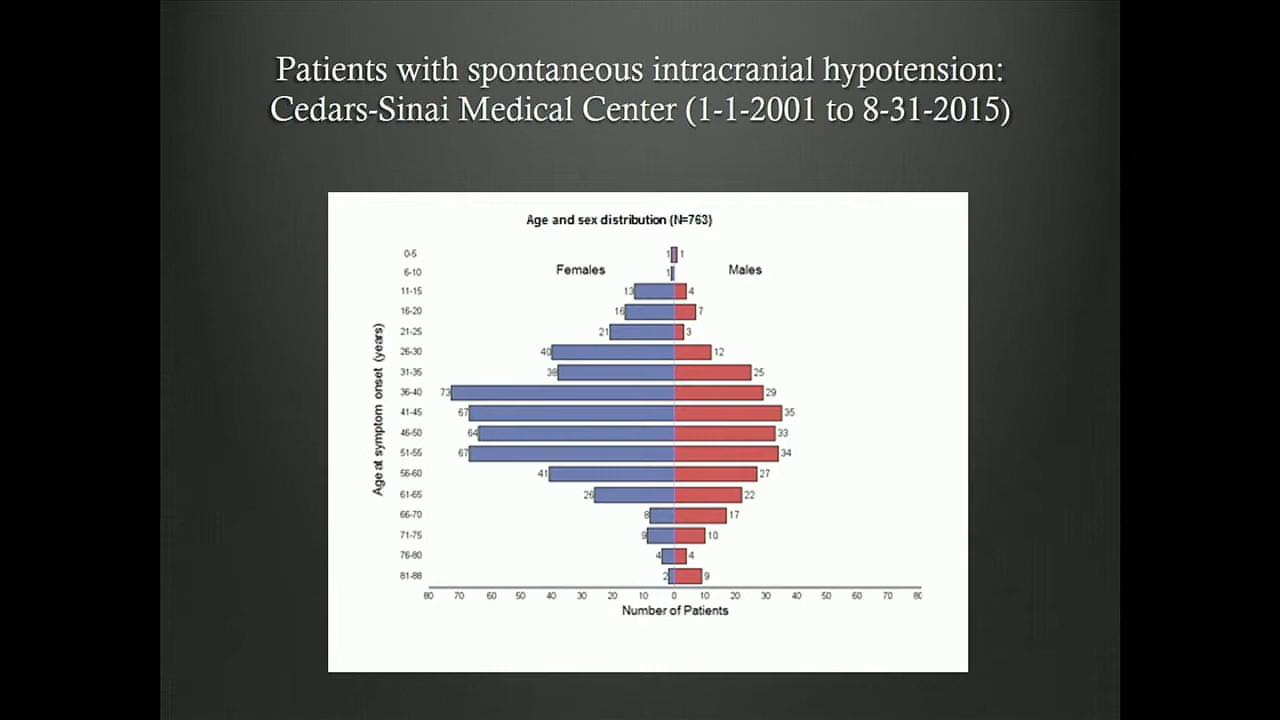 Patients with spontaneous intracranial hypotension:
Cedars-Sinai Medical Center (1-1-2001 to 8-31-2015)
Age and sex distribution (N=763)
Females Males
Age at symptom onset (years)
0-5 1 1
6-10 1
11-15 13 4
16-20 16 7
21-25 21 3
26-30 40 12
31-35 38 25
36-40 73 29
41-45 67 35
46-50 64 33
51-55 67 34
56-60 41 27
61-65 26 22
66-70 8 17
71-75 9 10
76-80 4 4
81-88 2 9
80 70 60 50 40 30 20 10 0 10 20 30 40 50 60 70 80
Number of Patients